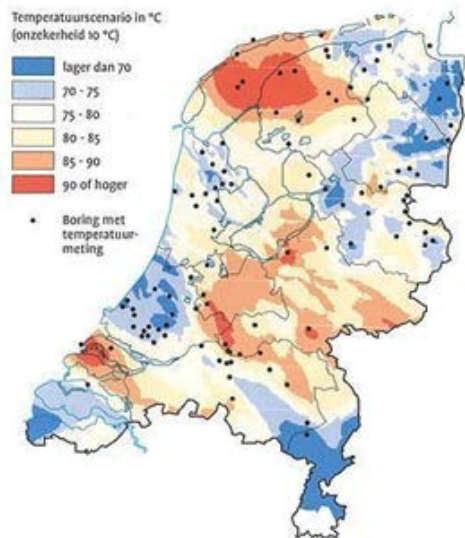 Temperatuurscenario in °C
(onzekerheid 10 °C)
lager dan 70
70 - 75
75 - 80
80 - 85
85 - 90
90 of hoger
Boring met
temperatuur-
meting